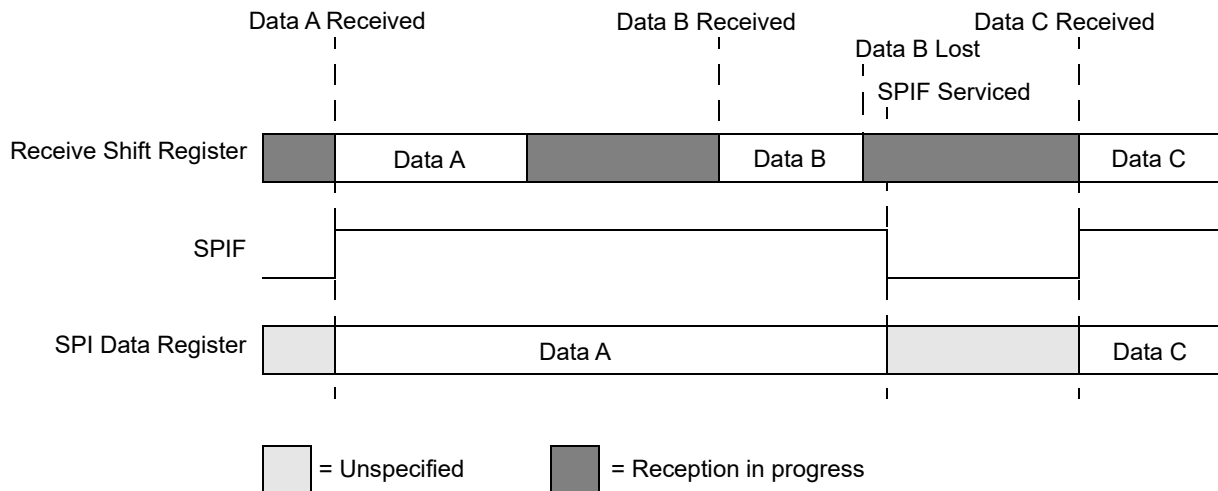 Data A Received
Data B Received
Data C Received
Data B Lost
SPIF Serviced
Receive Shift Register
Data A
Data B
Data C
SPIF
SPI Data Register
Data A
Data C
= Unspecified
= Reception in progress